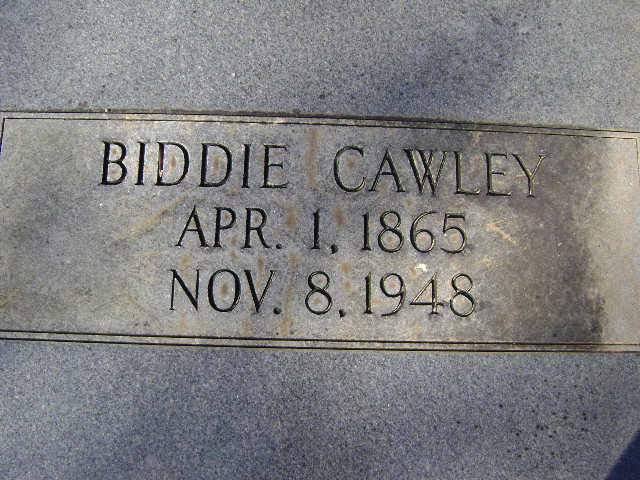 BIDDIE CAWLEY
APR. 1, 1865
NOV. 8, 1948